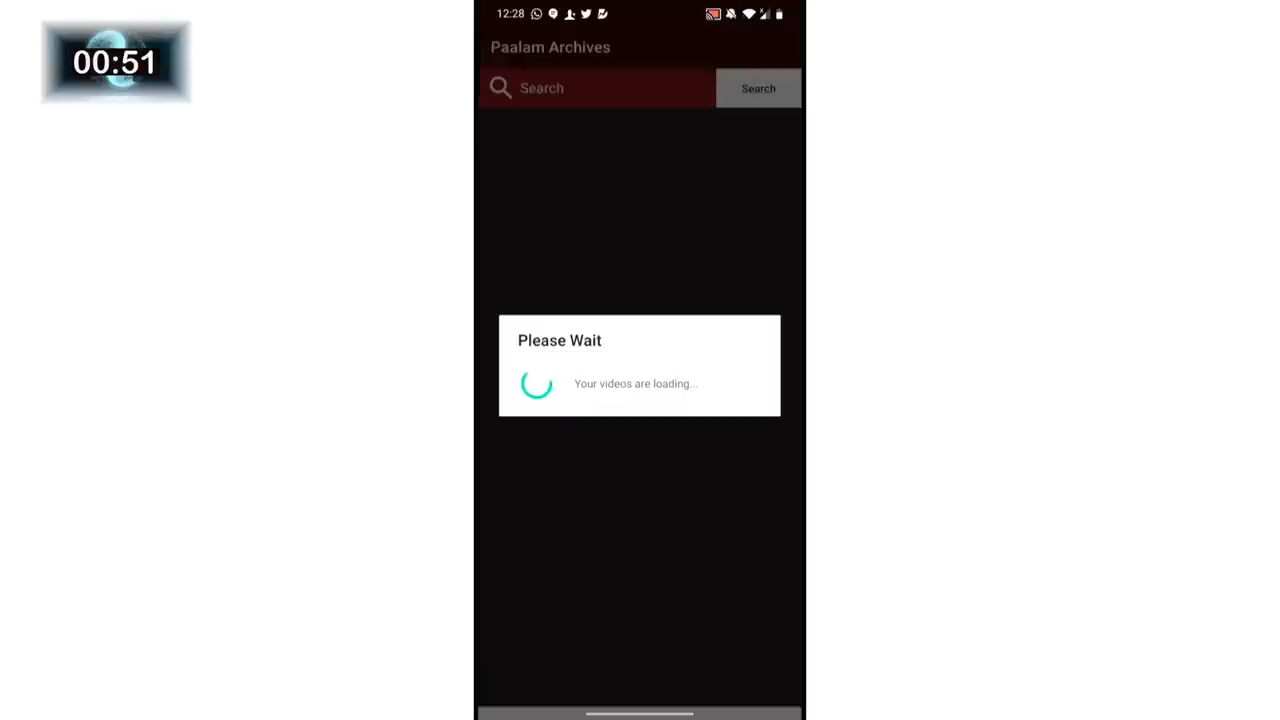 00:51
12:28
Paalam Archives
Search
Search
Please Wait
Your videos are loading...